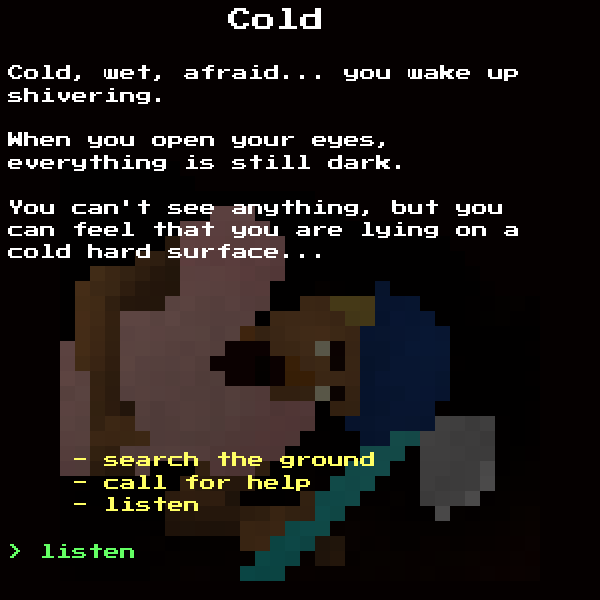 Cold
Cold, wet, afraid... you wake up
shivering.
When you open your eyes,
everything is still dark.
You can't see anything, but you
can feel that you are lying on a
cold hard surface...
- search the ground
- call for help
- listen
> listen